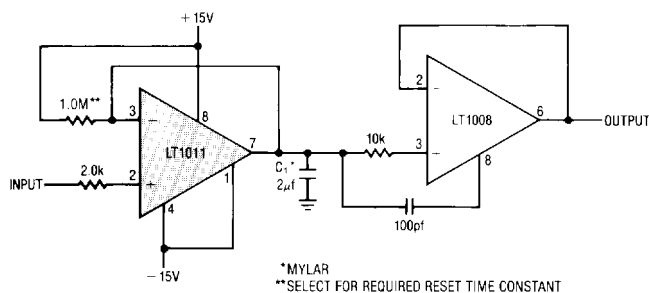 +15V
1.0M**
3
8
LT1011
7
INPUT
2.0k
2
1
4
-15V
C1*
2µf
10k
2
3
LT1008
6
OUTPUT
8
100pf
*MYLAR
**SELECT FOR REQUIRED RESET TIME CONSTANT